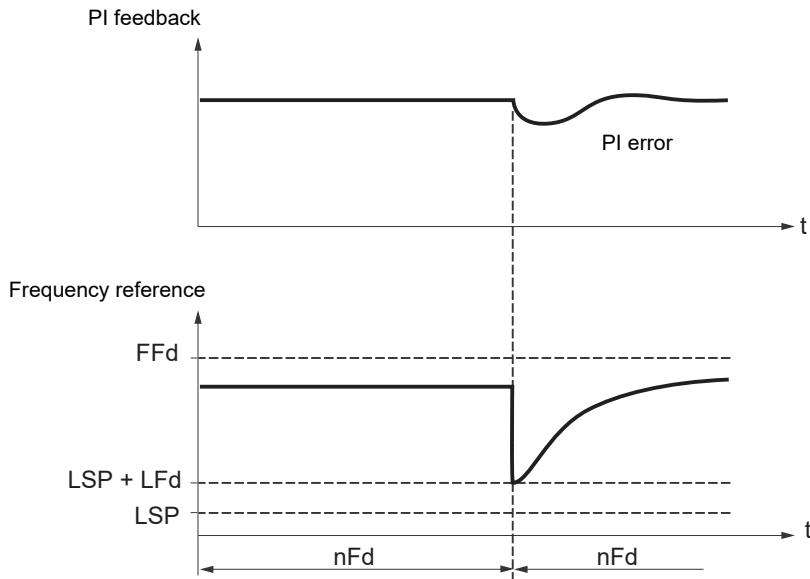 PI feedback
PI error
t
Frequency reference
FFd
LSP + LFd
LSP
t
nFd
nFd